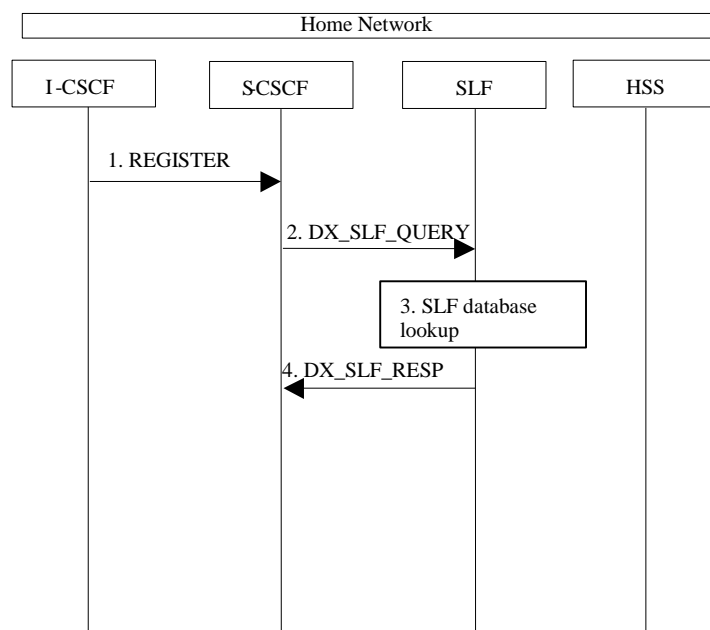 Home Network
I-CSCF
S-CSCF
SLF
HSS
1. REGISTER
2. DX_SLF_QUERY
3. SLF database
lookup
4. DX_SLF_RESP